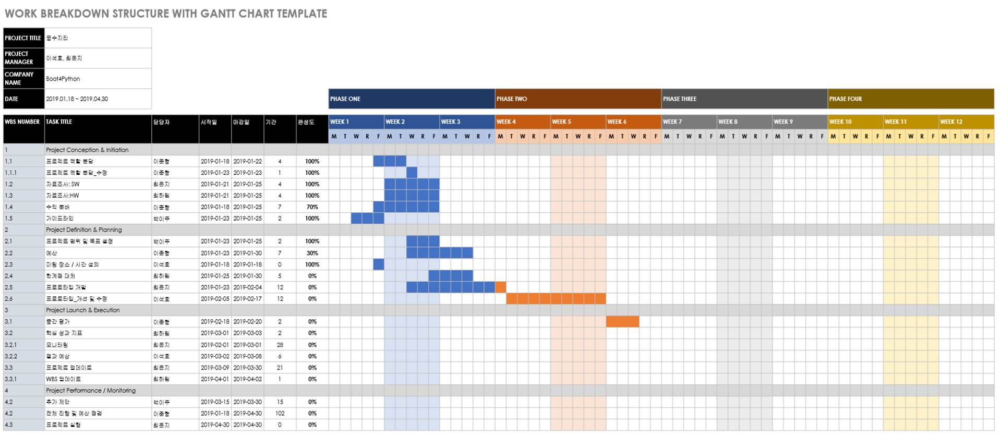 WORK BREAKDOWN STRUCTURE WITH GANTT CHART TEMPLATE
PROJECT TITLE 풍수지리
PROJECT MANAGER 이석호, 최은지
COMPANY NAME Boot4Python
DATE 2019.01.18 ~ 2019.04.30
PHASE ONE PHASE TWO PHASE THREE PHASE FOUR
WBS NUMBER TASK TITLE 담당자 시작일 마감일 기간 완성도 WEEK 1 WEEK 2 WEEK 3 WEEK 4 WEEK 5 WEEK 6 WEEK 7 WEEK 8 WEEK 9 WEEK 10 WEEK 11 WEEK 12
M T W R F M T W R F M T W R F M T W R F M T W R F M T W R F M T W R F M T W R F M T W R F M T W R F M T W R F M T W R F
1 Project Conception & Initiation
1.1 프로젝트 역할 분담 이준형 2019-01-18 2019-01-22 4 100%
1.1.1 프로젝트 역할 분담_수정 이준형 2019-01-23 2019-01-23 1 100%
1.2 자료조사: SW 최은지 2019-01-21 2019-01-25 4 100%
1.3 자료조사:HW 최하림 2019-01-21 2019-01-25 4 100%
1.4 수익 분배 이준형 2019-01-18 2019-01-25 7 70%
1.5 가이드라인 백이주 2019-01-23 2019-01-25 2 100%
2 Project Definition & Planning
2.1 프로젝트 범위 및 목표 설정 백이주 2019-01-23 2019-01-25 2 100%
2.2 예산 이준형 2019-01-23 2019-01-30 7 30%
2.3 미팅 장소 / 시간 섭외 이석호 2019-01-18 2019-01-18 0 100%
2.4 한계점 대처 최하림 2019-01-25 2019-01-30 5 0%
2.5 프로토타입 개발 최은지 2019-01-23 2019-02-04 12 0%
2.6 프로토타입_개선 및 수정 이석호 2019-02-05 2019-02-17 12 0%
3 Project Launch & Execution
3.1 중간 평가 이준형 2019-02-18 2019-02-20 2 0%
3.2 핵심 성과 지표 최하림 2019-03-01 2019-03-03 2 0%
3.2.1 모니터링 최은지 2019-02-01 2019-03-01 28 0%
3.2.2 결과 예상 이석호 2019-03-02 2019-03-08 6 0%
3.3 프로젝트 업데이트 최은지 2019-03-09 2019-03-30 21 0%
3.3.1 WBS 업데이트 최하림 2019-04-01 2019-04-02 1 0%
4 Project Performance / Monitoring
4.2 추가 제안 백이주 2019-03-15 2019-03-30 15 0%
4.2 전체 진행 및 예산 점검 이준형 2019-01-18 2019-04-30 102 0%
4.3 프로젝트 실행 최은지 2019-04-30 2019-04-30 0 0%